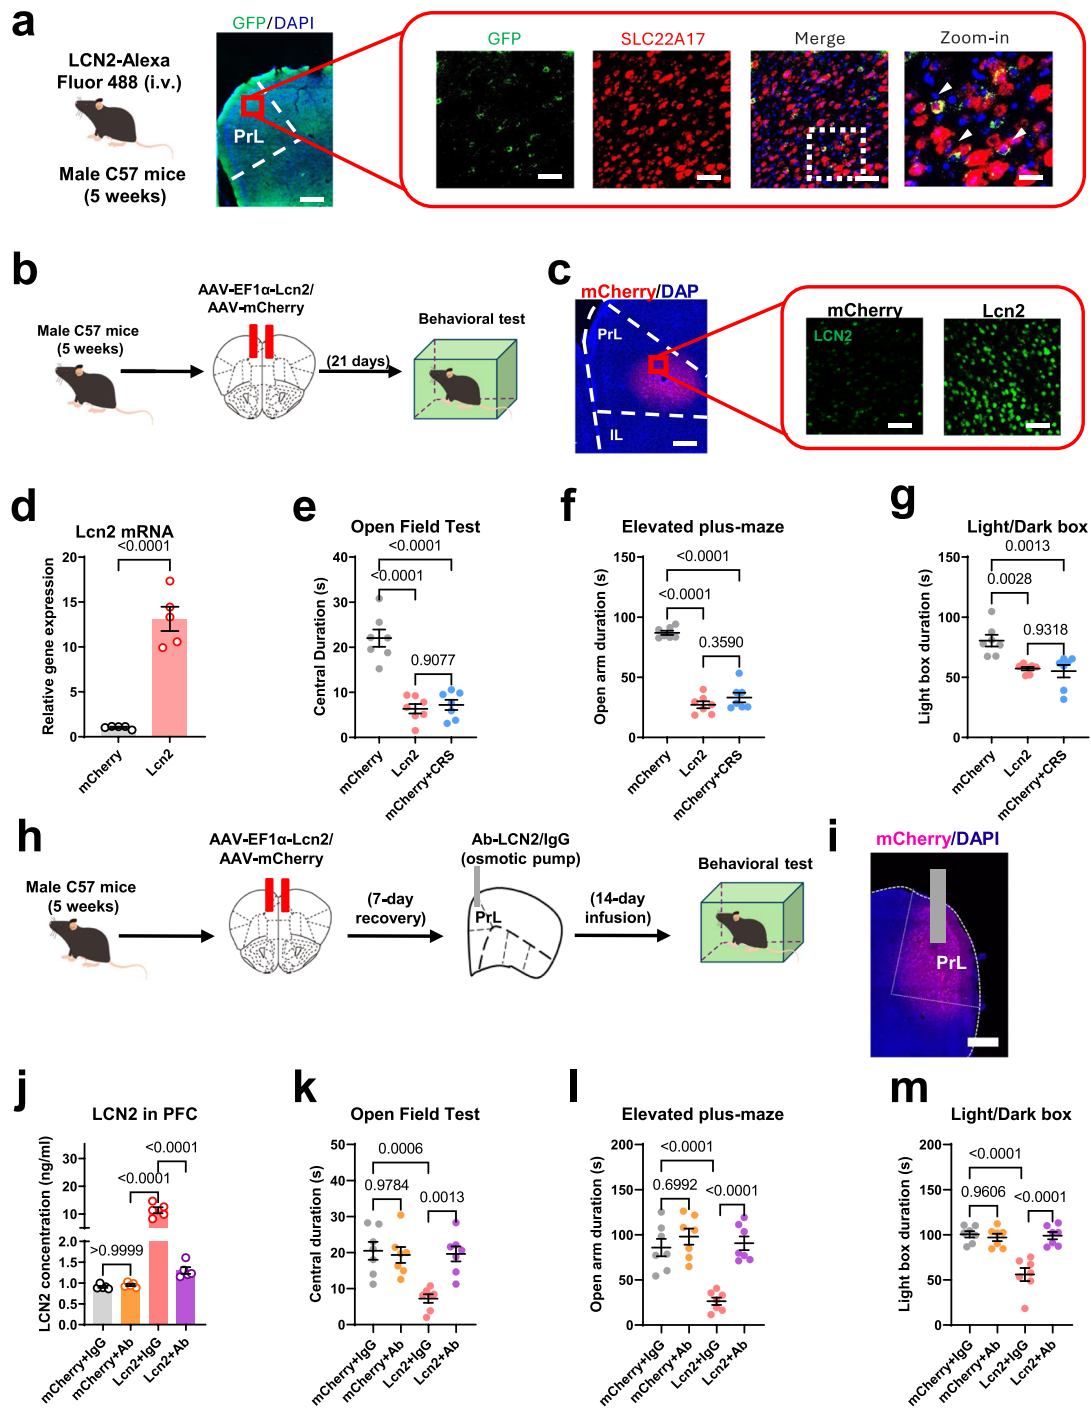 a
LCN2-Alexa
Fluor 488 (i.v.)
Male C57 mice
(5 weeks)
GFP/DAPI
PrL
GFP
SLC22A17
Merge
Zoom-in
b
Male C57 mice
(5 weeks)
AAV-EF1α-Lcn2/
AAV-mCherry
(21 days)
Behavioral test
c
mCherry/DAP
PrL
IL
mCherry
Lcn2
LCN2
d
Lcn2 mRNA
<0.0001
Relative gene expression
20
15
10
5
0
mCherry
Lcn2
e
Open Field Test
<0.0001
<0.0001
0.9077
Central Duration (s)
40
30
20
10
0
mCherry
Lcn2
mCherry+CRS
f
Elevated plus-maze
<0.0001
<0.0001
0.3590
Open arm duration (s)
150
100
50
0
mCherry
Lcn2
mCherry+CRS
g
Light/Dark box
0.0013
0.0028
0.9318
Light box duration (s)
150
100
50
0
mCherry
Lcn2
mCherry+CRS
h
Male C57 mice
(5 weeks)
AAV-EF1α-Lcn2/
AAV-mCherry
(7-day
recovery)
Ab-LCN2/IgG
(osmotic pump)
PrL
(14-day
infusion)
Behavioral test
i
mCherry/DAPI
PrL
j
LCN2 in PFC
<0.0001
<0.0001
>0.9999
LCN2 concentration (ng/ml)
30
20
10
2.0
1.5
1.0
0.5
0.0
mCherry+IgG
mCherry+Ab
Lcn2+IgG
Lcn2+Ab
k
Open Field Test
0.0006
0.9784
0.0013
Central duration (s)
50
40
30
20
10
0
mCherry+IgG
mCherry+Ab
Lcn2+IgG
Lcn2+Ab
l
Elevated plus-maze
<0.0001
0.6992
<0.0001
Open arm duration (s)
200
150
100
50
0
mCherry+IgG
mCherry+Ab
Lcn2+IgG
Lcn2+Ab
m
Light/Dark box
<0.0001
0.9606
<0.0001
Light box duration (s)
200
150
100
50
0
mCherry+IgG
mCherry+Ab
Lcn2+IgG
Lcn2+Ab